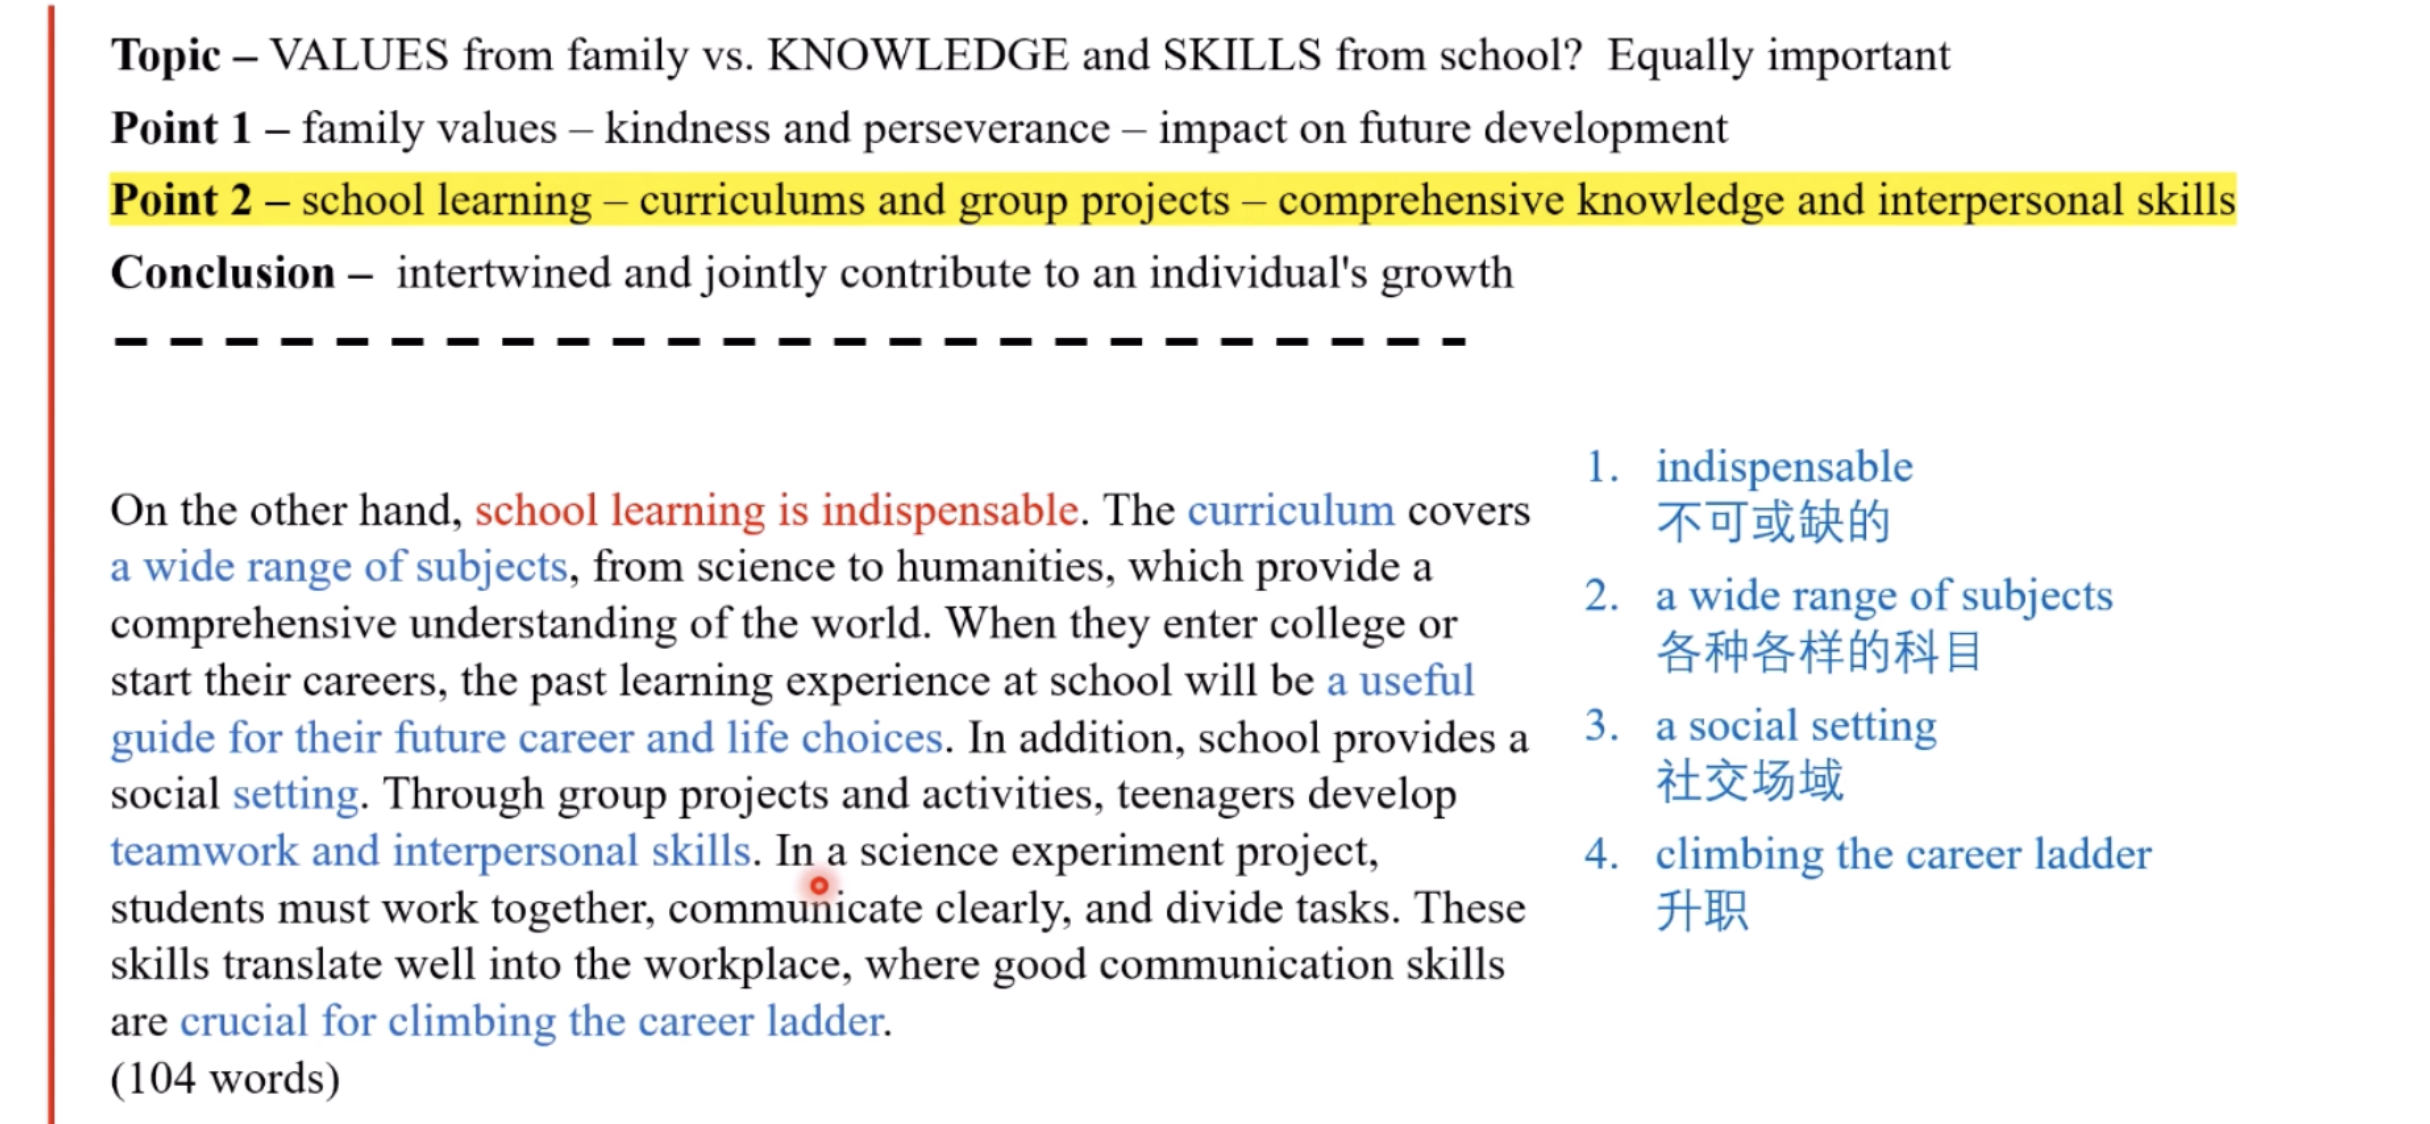 Topic – VALUES from family vs. KNOWLEDGE and SKILLS from school? Equally important
Point 1 – family values – kindness and perseverance – impact on future development
Point 2 – school learning – curriculums and group projects – comprehensive knowledge and interpersonal skills
Conclusion – intertwined and jointly contribute to an individual's growth
On the other hand, school learning is indispensable. The curriculum covers
a wide range of subjects, from science to humanities, which provide a
comprehensive understanding of the world. When they enter college or
start their careers, the past learning experience at school will be a useful
guide for their future career and life choices. In addition, school provides a
social setting. Through group projects and activities, teenagers develop
teamwork and interpersonal skills. In a science experiment project,
students must work together, communicate clearly, and divide tasks. These
skills translate well into the workplace, where good communication skills
are crucial for climbing the career ladder.
(104 words)
1. indispensable
不可或缺的
2. a wide range of subjects
各种各样的科目
3. a social setting
社交场域
4. climbing the career ladder
升职